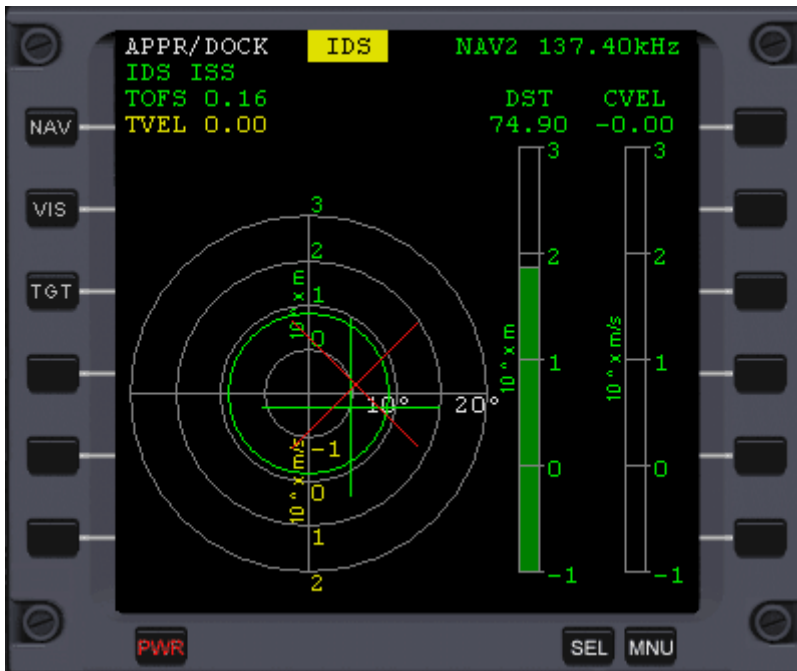 APPR/DOCK IDS NAV2 137.40kHz
IDS ISS
TOFS 0.16 DST CVEL
TVEL 0.00 74.90 -0.00
NAV
VIS
TGT
3
2
1
0
10^x m
10° 20°
-1
0
1
2
10^x m/s
3
2
1
0
-1
10^x m
3
2
1
0
-1
10^x m/s
PWR SEL MNU